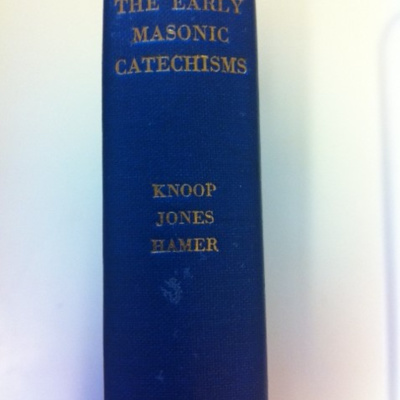 THE EARLY
MASONIC
CATECHISMS
KNOOP
JONES
HAMER